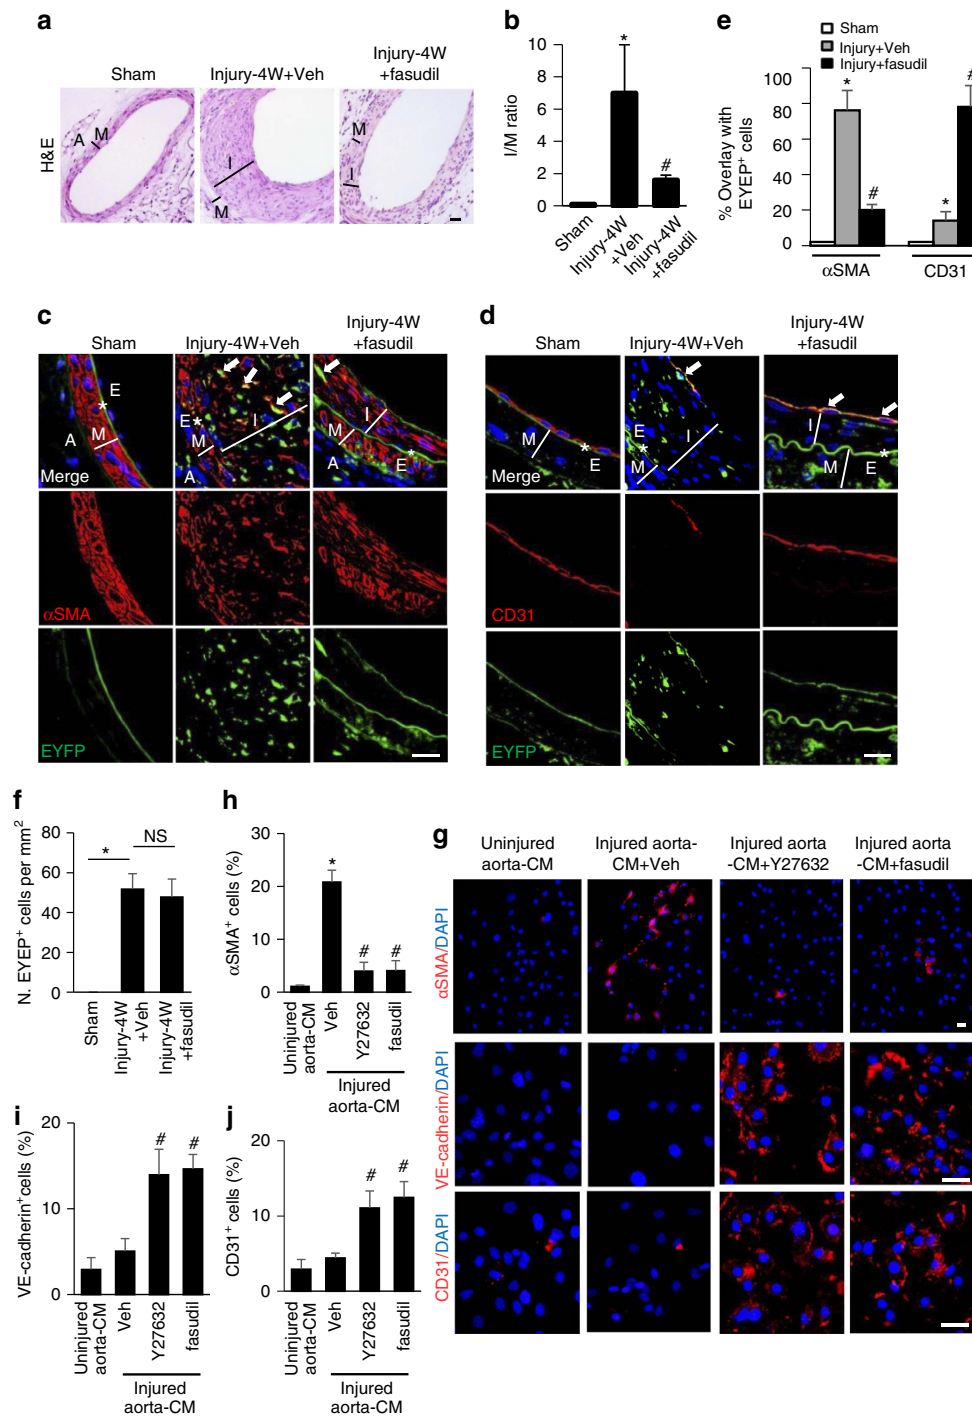 a
Sham
Injury-4W+Veh
Injury-4W
+fasudil
H&E
A
M
I
M
M
I
b
I/M ratio
10
8
6
4
2
0
*
#
Sham
Injury-4W
+Veh
Injury-4W
+fasudil
e
Sham
Injury+Veh
Injury+fasudil
% Overlay with
EYEP+ cells
100
80
60
40
20
0
*
#
*
#
αSMA
CD31
c
Sham
Injury-4W+Veh
Injury-4W
+fasudil
E
*
A
M
Merge
E*
M
A
I
I
M
A
E*
αSMA
EYFP
d
Sham
Injury-4W+Veh
Injury-4W
+fasudil
M
*
E
Merge
E
*
M
I
I
M
E
*
CD31
EYFP
f
N. EYEP+ cells per mm2
80
60
40
20
0
*
NS
Sham
Injury-4W
+Veh
Injury-4W
+fasudil
h
αSMA+ cells (%)
30
20
10
0
*
#
#
Uninjured
aorta-CM
Veh
Y27632
fasudil
Injured
aorta-CM
g
Uninjured
aorta-CM
Injured aorta-
CM+Veh
Injured aorta
-CM+Y27632
Injured aorta
-CM+fasudil
αSMA/DAPI
VE-cadherin/DAPI
CD31/DAPI
i
VE-cadherin+cells (%)
20
10
0
#
#
Uninjured
aorta-CM
Veh
Y27632
fasudil
Injured
aorta-CM
j
CD31+ cells (%)
20
10
0
#
#
Uninjured
aorta-CM
Veh
Y27632
fasudil
Injured
aorta-CM